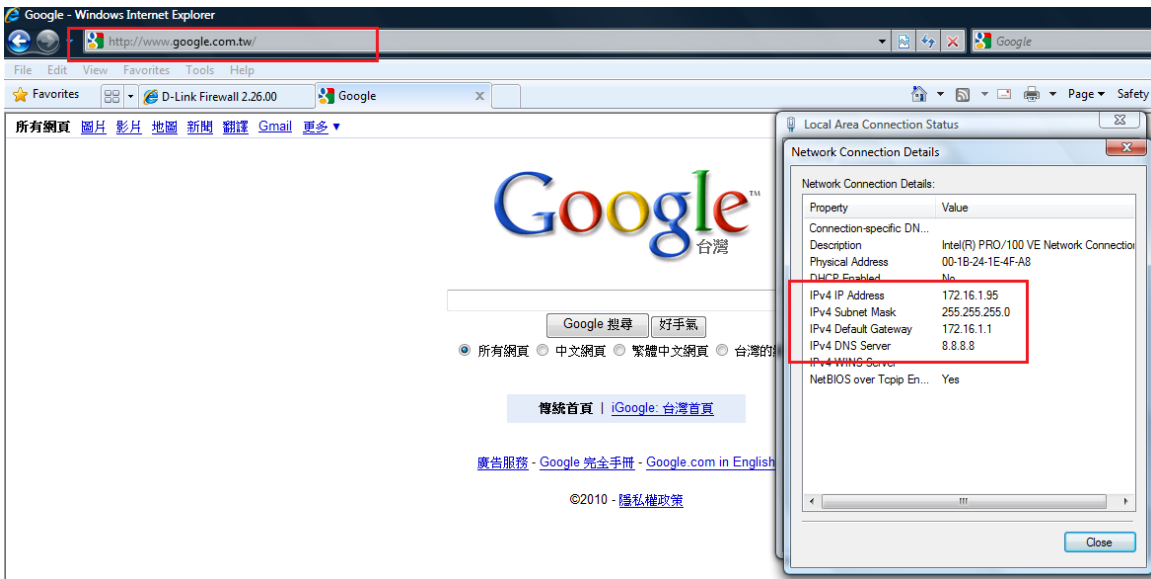 Google - Windows Internet Explorer
http://www.google.com.tw/
Google
File Edit View Favorites Tools Help
Favorites
D-Link Firewall 2.26.00
Google
Page
Safety
所有網頁 圖片 影片 地圖 新聞 翻譯 Gmail 更多 ▼
Google™
台灣
Google 搜尋 好手氣
所有網頁 中文網頁 繁體中文網頁 台灣的
傳統首頁 | iGoogle: 台灣首頁
廣告服務 - Google 完全手冊 - Google.com in English
©2010 - 隱私權政策
Local Area Connection Status
Network Connection Details
Network Connection Details:
Property Value
Connection-specific DN...
Description Intel(R) PRO/100 VE Network Connection
Physical Address 00-1B-24-1E-4F-A8
DHCP Enabled No
IPv4 IP Address 172.16.1.95
IPv4 Subnet Mask 255.255.255.0
IPv4 Default Gateway 172.16.1.1
IPv4 DNS Server 8.8.8.8
IPv4 WINS Server
NetBIOS over Tcpip En... Yes
Close